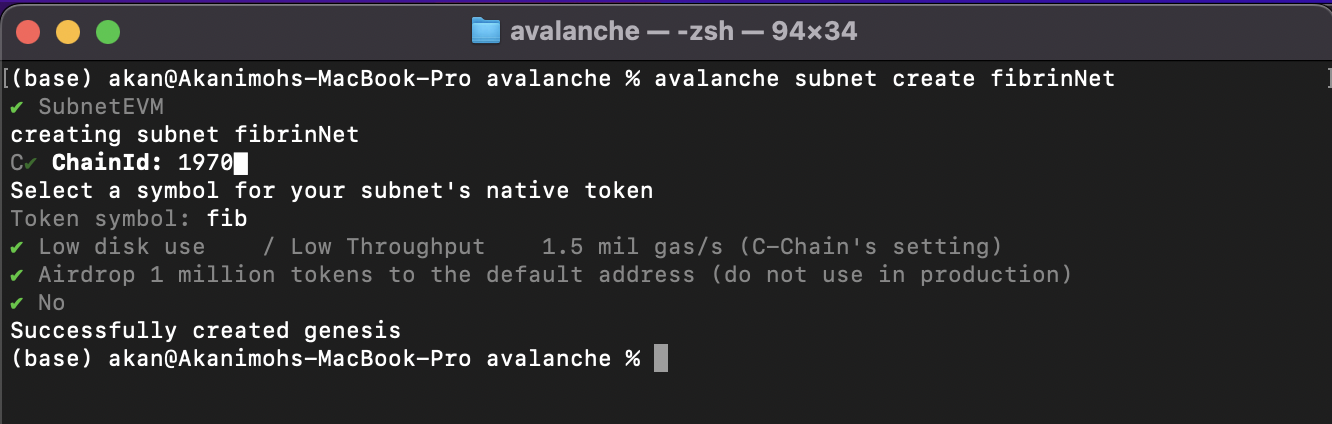 avalanche — -zsh — 94×34
(base) akan@Akanimohs-MacBook-Pro avalanche % avalanche subnet create fibrinNet
✔ SubnetEVM
creating subnet fibrinNet
C✔ ChainId: 1970
Select a symbol for your subnet's native token
Token symbol: fib
✔ Low disk use    / Low Throughput    1.5 mil gas/s (C-Chain's setting)
✔ Airdrop 1 million tokens to the default address (do not use in production)
✔ No
Successfully created genesis
(base) akan@Akanimohs-MacBook-Pro avalanche %